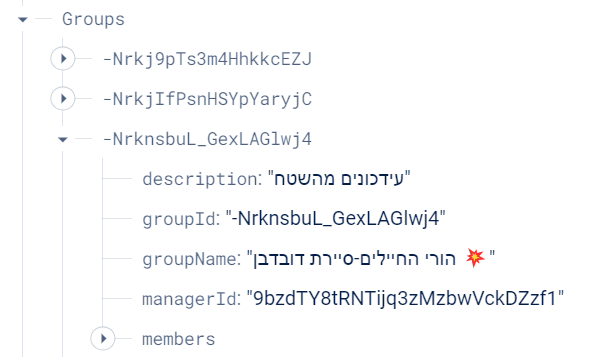 Groups
-Nrkj9pTs3m4HhkkcEZJ
-NrkjIfPsnHSYpYaryjC
-NrknsbuL_GexLAGlwj4
description: "עידכונים מהשטח"
groupId: "-NrknsbuL_GexLAGlwj4"
groupName: "הורי החיילים-סיירת דובדבן 💥"
managerId: "9bzdTY8tRNTijq3zMzbwVckDZzf1"
members